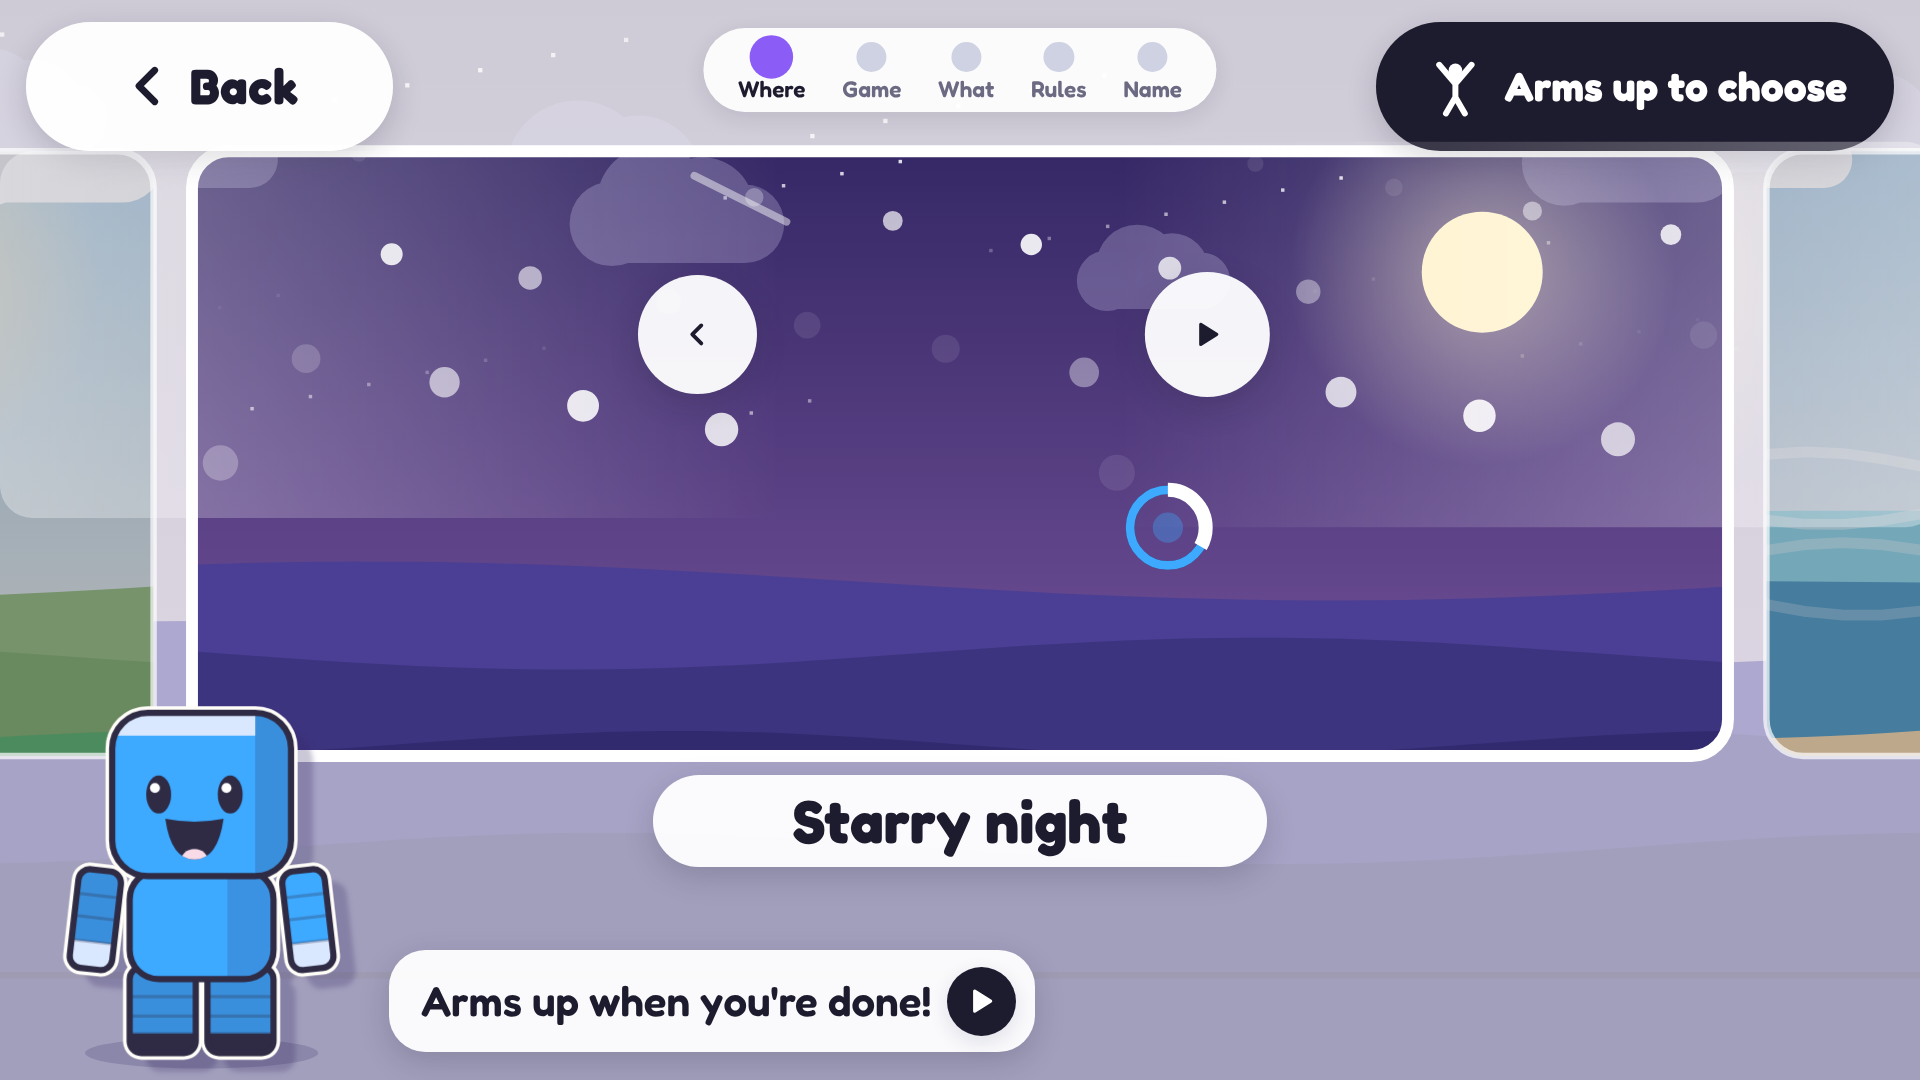 Back
Where
Game
What
Rules
Name
Arms up to choose
Starry night
Arms up when you're done!